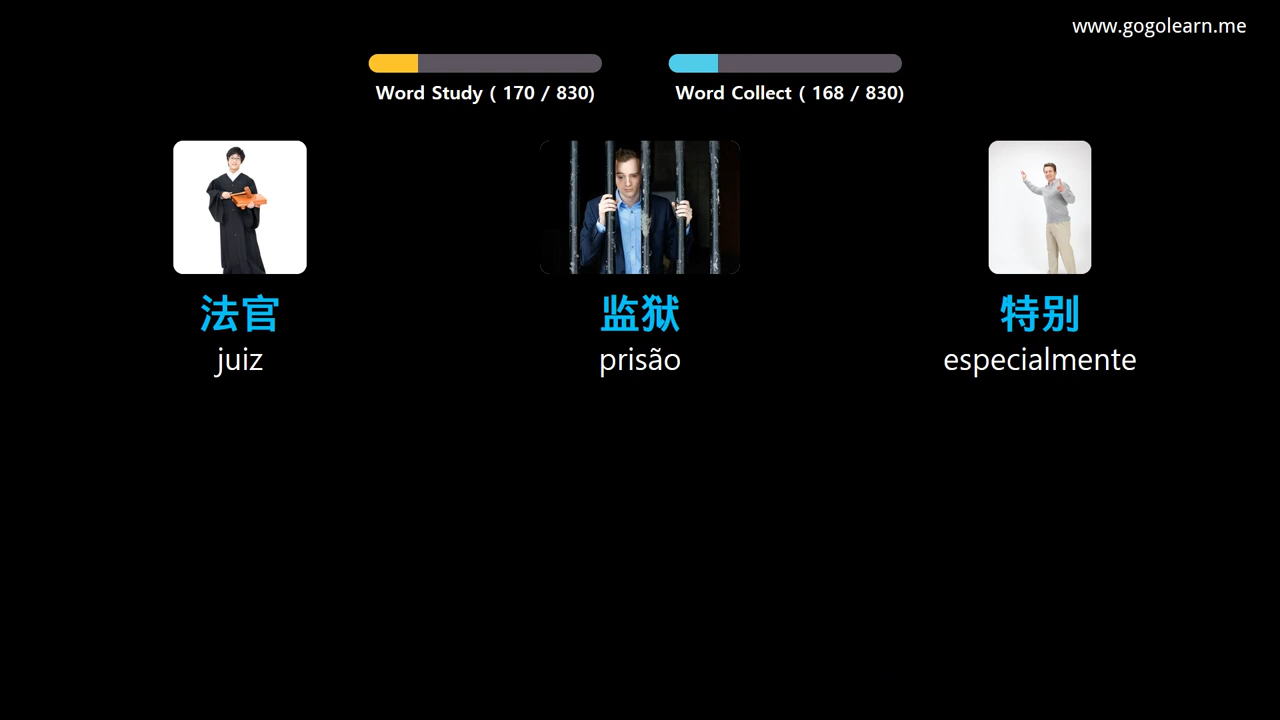 www.gogolearn.me
Word Study ( 170 / 830)
Word Collect ( 168 / 830)
法官
juiz
监狱
prisão
特别
especialmente